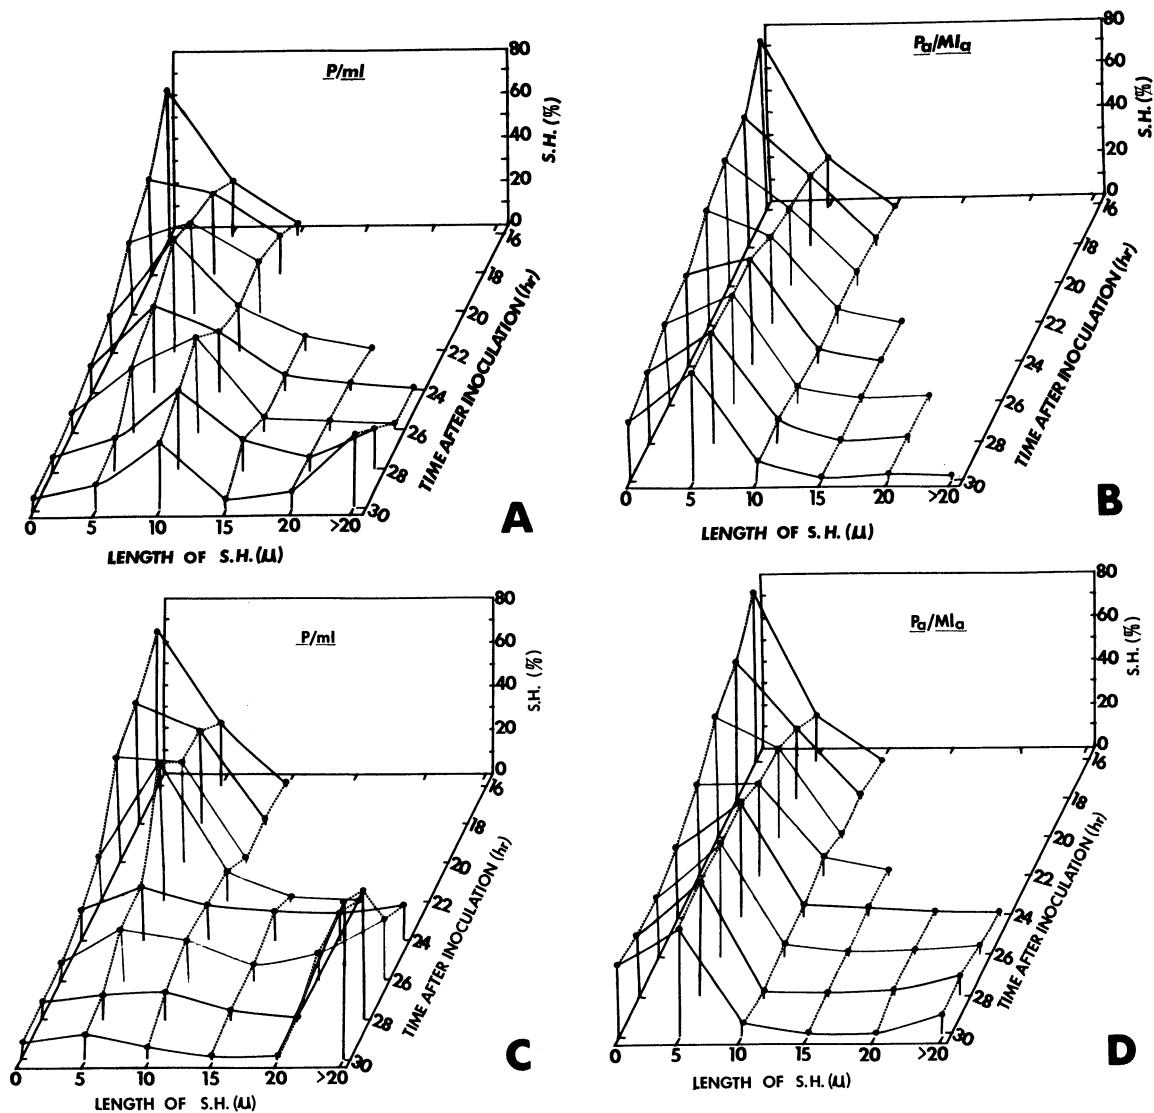 P/ml
80
60
40
20
0
S.H. (%)
16
18
20
22
24
26
28
30
TIME AFTER INOCULATION (hr)
0 5 10 15 20 >20
LENGTH OF S.H. (µ)
A
Pa/Mla
80
60
40
20
0
S.H. (%)
16
18
20
22
24
26
28
30
TIME AFTER INOCULATION (hr)
0 5 10 15 20 >20
LENGTH OF S.H. (µ)
B
P/ml
80
60
40
20
0
S.H. (%)
16
18
20
22
24
26
28
30
TIME AFTER INOCULATION (hr)
0 5 10 15 20 >20
LENGTH OF S.H. (µ)
C
Pa/Mla
80
60
40
20
0
S.H. (%)
16
18
20
22
24
26
28
30
TIME AFTER INOCULATION (hr)
0 5 10 15 20 >20
LENGTH OF S.H. (µ)
D